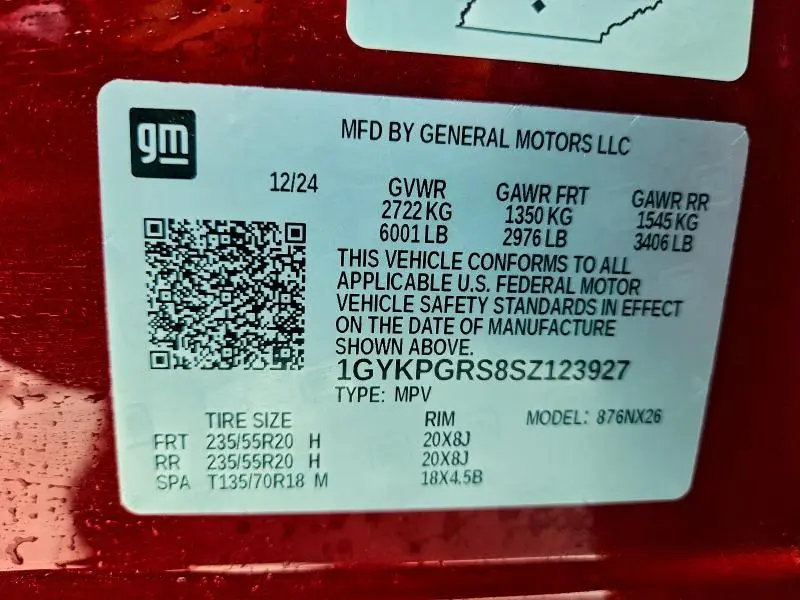 gm
MFD BY GENERAL MOTORS LLC
12/24
GVWR GAWR FRT GAWR RR
2722 KG 1350 KG 1545 KG
6001 LB 2976 LB 3406 LB
THIS VEHICLE CONFORMS TO ALL
APPLICABLE U.S. FEDERAL MOTOR
VEHICLE SAFETY STANDARDS IN EFFECT
ON THE DATE OF MANUFACTURE
SHOWN ABOVE.
1GYKPGRS8SZ123927
TYPE: MPV
TIRE SIZE RIM MODEL: 876NX26
FRT 235/55R20 H 20X8J
RR 235/55R20 H 20X8J
SPA T135/70R18 M 18X4.5B